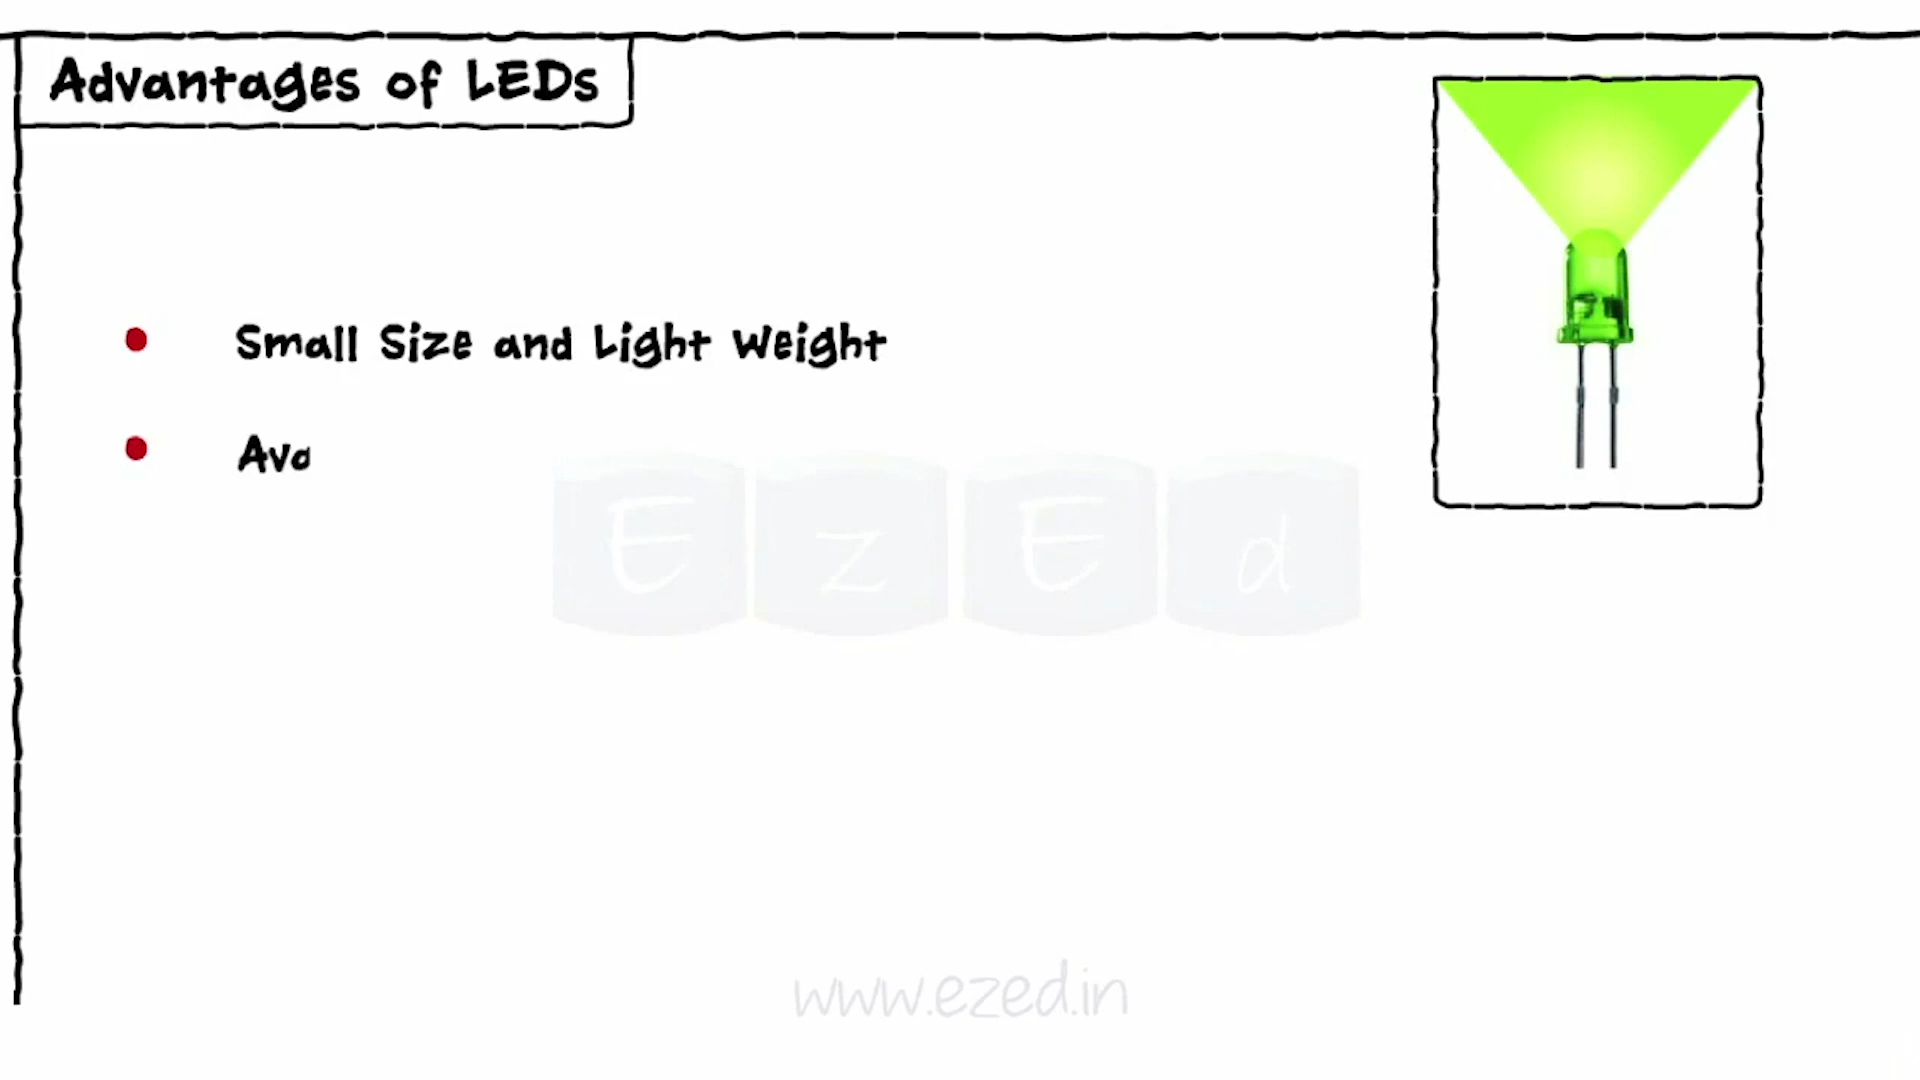 Advantages of LEDs
Small Size and Light Weight
Ava
EzEd
www.ezed.in